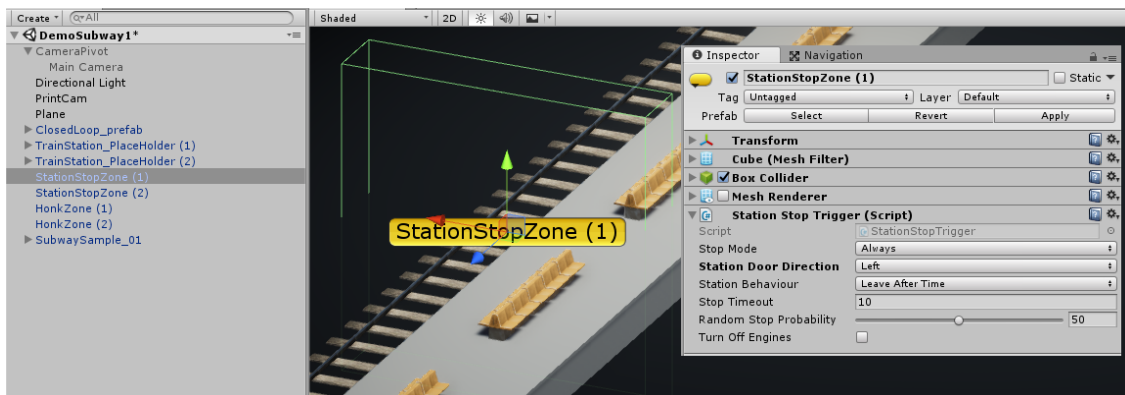 Create
All
DemoSubway1*
CameraPivot
Main Camera
Directional Light
PrintCam
Plane
ClosedLoop_prefab
TrainStation_PlaceHolder (1)
TrainStation_PlaceHolder (2)
StationStopZone (1)
StationStopZone (2)
HonkZone (1)
HonkZone (2)
SubwaySample_01
Shaded 2D
StationStopZone (1)
Inspector Navigation
StationStopZone (1) Static
Tag Untagged Layer Default
Prefab Select Revert Apply
Transform
Cube (Mesh Filter)
Box Collider
Mesh Renderer
Station Stop Trigger (Script)
Script StationStopTrigger
Stop Mode Always
Station Door Direction Left
Station Behaviour Leave After Time
Stop Timeout 10
Random Stop Probability 50
Turn Off Engines